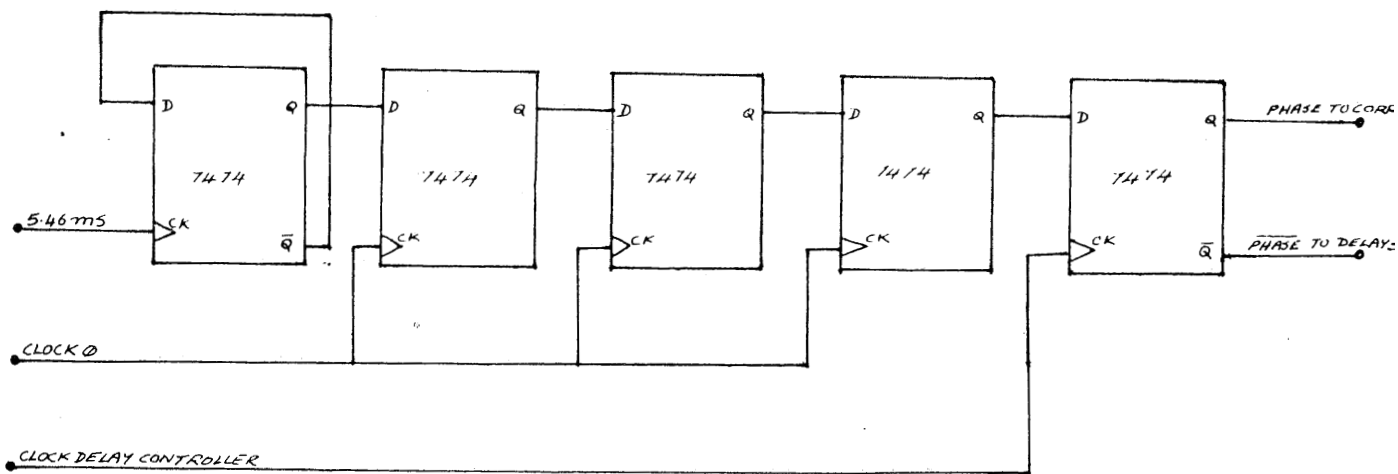 D Q D Q D Q D Q D Q PHASE TO CORR
7474 7474 7474 7474 7474
5.46ms CK Q̅ CK CK CK CK Q̅ P̅H̅A̅S̅E̅ TO DELAYS
CLOCK Ø
CLOCK DELAY CONTROLLER